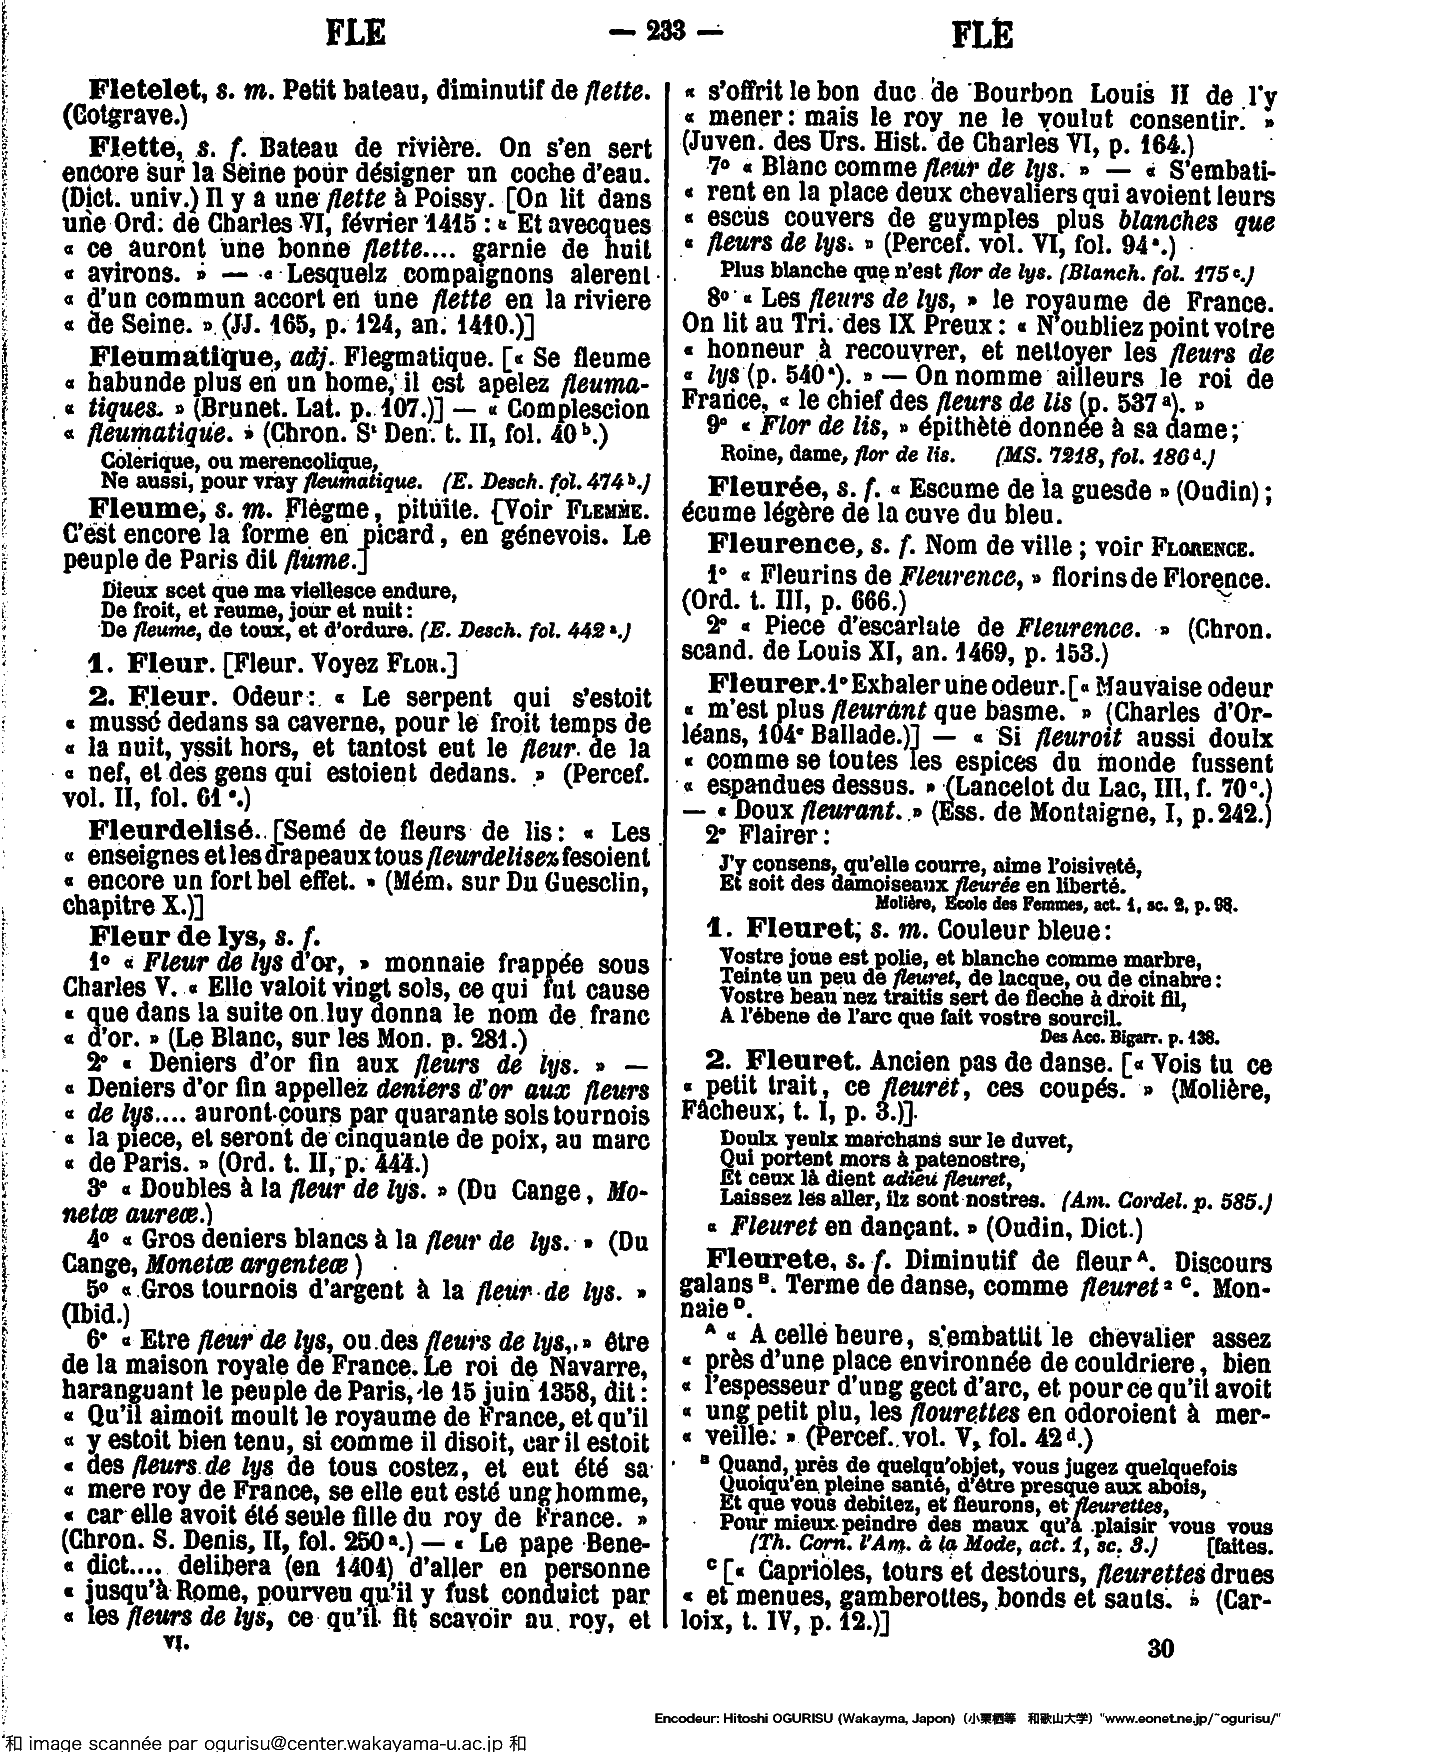 FLE
— 233 —
FLE
Fletelet, s. m. Petit bateau, diminutif de flette.
(Cotgrave.)
Flette, s. f. Bateau de rivière. On s'en sert
encore sur la Seine pour désigner un coche d'eau.
(Dict. univ.) Il y a une flette à Poissy. [On lit dans
une Ord. de Charles VI, février 1415 : « Et avecques
« ce auront une bonne flette.... garnie de huit
« avirons. » — « Lesquelz compaignons alerent
« d'un commun accort en une flette en la riviere
« de Seine. » (JJ. 165, p. 124, an. 1410.)]
Fleumatique, adj. Flegmatique. [« Se fleume
« habunde plus en un home, il est apelez fleuma-
« tiques. » (Brunet. Lat. p. 107.)] — « Complescion
« fleumatique. » (Chron. St Den. t. II, fol. 40 b.)
Colerique, ou merencolique,
Ne aussi, pour vray fleumatique. (E. Desch. fol. 474 b.)
Fleume, s. m. Flegme, pituite. [Voir FLEMME.
C'est encore la forme en picard, en génevois. Le
peuple de Paris dit flume.]
Dieux scet que ma viellesce endure,
De froit, et reume, jour et nuit :
De fleume, de toux, et d'ordure. (E. Desch. fol. 442 a.)
1. Fleur. [Fleur. Voyez FLOR.]
2. Fleur. Odeur : « Le serpent qui s'estoit
« mussé dedans sa caverne, pour le froit temps de
« la nuit, yssit hors, et tantost eut le fleur de la
« nef, et des gens qui estoient dedans. » (Percef.
vol. II, fol. 61 a.)
Fleurdelisé. [Semé de fleurs de lis : « Les
« enseignes et les drapeaux tous fleurdelisez fesoient
« encore un fort bel effet. » (Mém. sur Du Guesclin,
chapitre X.)]
Fleur de lys, s. f.
1° « Fleur de lys d'or, » monnaie frappée sous
Charles V. « Elle valoit vingt sols, ce qui fut cause
« que dans la suite on luy donna le nom de franc
« d'or. » (Le Blanc, sur les Mon. p. 281.)
2° « Deniers d'or fin aux fleurs de lys. » —
« Deniers d'or fin appellez deniers d'or aux fleurs
« de lys.... auront cours par quarante sols tournois
« la piece, et seront de cinquante de poix, au marc
« de Paris. » (Ord. t. II, p. 444.)
3° « Doubles à la fleur de lys. » (Du Cange, Mo-
netæ aureæ.)
4° « Gros deniers blancs à la fleur de lys. » (Du
Cange, Monetæ argenteæ )
5° « Gros tournois d'argent à la fleur de lys. »
(Ibid.)
6° « Etre fleur de lys, ou des fleurs de lys, » être
de la maison royale de France. Le roi de Navarre,
haranguant le peuple de Paris, le 15 juin 1358, dit :
« Qu'il aimoit moult le royaume de France, et qu'il
« y estoit bien tenu, si comme il disoit, car il estoit
« des fleurs de lys de tous costez, et eut été sa
« mere roy de France, se elle eut esté ung homme,
« car elle avoit été seule fille du roy de France. »
(Chron. S. Denis, II, fol. 250 a.) — « Le pape Bene-
« dict.... delibera (en 1404) d'aller en personne
« jusqu'à Rome, pourveu qu'il y fust conduict par
« les fleurs de lys, ce qu'il fit scavoir au roy, et
VI.
« s'offrit le bon duc de Bourbon Louis II de l'y
« mener : mais le roy ne le voulut consentir. »
(Juven. des Urs. Hist. de Charles VI, p. 164.)
7° « Blanc comme fleur de lys. » — « S'embati-
« rent en la place deux chevaliers qui avoient leurs
« escus couvers de guymples plus blanches que
« fleurs de lys. » (Percef. vol. VI, fol. 94 a.)
Plus blanche que n'est flor de lys. (Blanch. fol. 175 c.)
8° « Les fleurs de lys, » le royaume de France.
On lit au Tri. des IX Preux : « N'oubliez point votre
« honneur à recouvrer, et nettoyer les fleurs de
« lys (p. 540 a). » — On nomme ailleurs le roi de
France, « le chief des fleurs de lis (p. 537 a). »
9° « Flor de lis, » épithète donnée à sa dame ;
Roine, dame, flor de lis. (MS. 7218, fol. 186 d.)
Fleurée, s. f. « Escume de la guesde » (Oudin) ;
écume légère de la cuve du bleu.
Fleurence, s. f. Nom de ville ; voir FLORENCE.
1° « Fleurins de Fleurence, » florins de Florence.
(Ord. t. III, p. 666.)
2° « Piece d'escarlate de Fleurence. » (Chron.
scand. de Louis XI, an. 1469, p. 153.)
Fleurer. 1° Exhaler une odeur. [« Mauvaise odeur
« m'est plus fleurant que basme. » (Charles d'Or-
léans, 104e Ballade.)] — « Si fleuroit aussi doulx
« comme se toutes les espices du monde fussent
« espandues dessus. » (Lancelot du Lac, III, f. 70 c.)
— « Doux fleurant. » (Ess. de Montaigne, I, p. 242.)
2° Flairer :
J'y consens, qu'elle courre, aime l'oisiveté,
Et soit des damoiseaux fleurée en liberté.
Molière, Ecole des Femmes, act. 1, sc. 2, p. 98.
1. Fleuret, s. m. Couleur bleue :
Vostre joue est polie, et blanche comme marbre,
Teinte un peu de fleuret, de lacque, ou de cinabre :
Vostre beau nez traitis sert de fleche à droit fil,
A l'ébene de l'arc que fait vostre sourcil.
Des Acc. Bigarr. p. 138.
2. Fleuret. Ancien pas de danse. [« Vois tu ce
« petit trait, ce fleuret, ces coupés. » (Molière,
Fâcheux, t. I, p. 3.)]
Doulx yeulx marchans sur le duvet,
Qui portent mors à patenostre,
Et ceux là dient adieu fleuret,
Laissez les aller, ilz sont nostres. (Am. Cordel. p. 585.)
« Fleuret en dançant. » (Oudin, Dict.)
Fleurete, s. f. Diminutif de fleur A. Discours
galans B. Terme de danse, comme fleuret 2 C. Mon-
naie D.
A « A celle heure, s'embattit le chevalier assez
« près d'une place environnée de couldriere, bien
« l'espesseur d'ung gect d'arc, et pour ce qu'il avoit
« ung petit plu, les flourettes en odoroient à mer-
« veille. » (Percef. vol. V, fol. 42 d.)
B Quand, près de quelqu'objet, vous jugez quelquefois
Quoiqu'en pleine santé, d'être presque aux abois,
Et que vous debitez, et fleurons, et fleurettes,
Pour mieux peindre des maux qu'à plaisir vous vous
(Th. Corn. l'Am. à la Mode, act. 1, sc. 3.) [faites.
C [« Caprioles, tours et destours, fleurettes drues
« et menues, gamberottes, bonds et sauts. » (Car-
loix, t. IV, p. 12.)]
30
Encodeur: Hitoshi OGURISU (Wakayma, Japon) (小栗栖等 和歌山大学) "www.eonet.ne.jp/~ogurisu/"
和 image scannée par ogurisu@center.wakayama-u.ac.jp 和